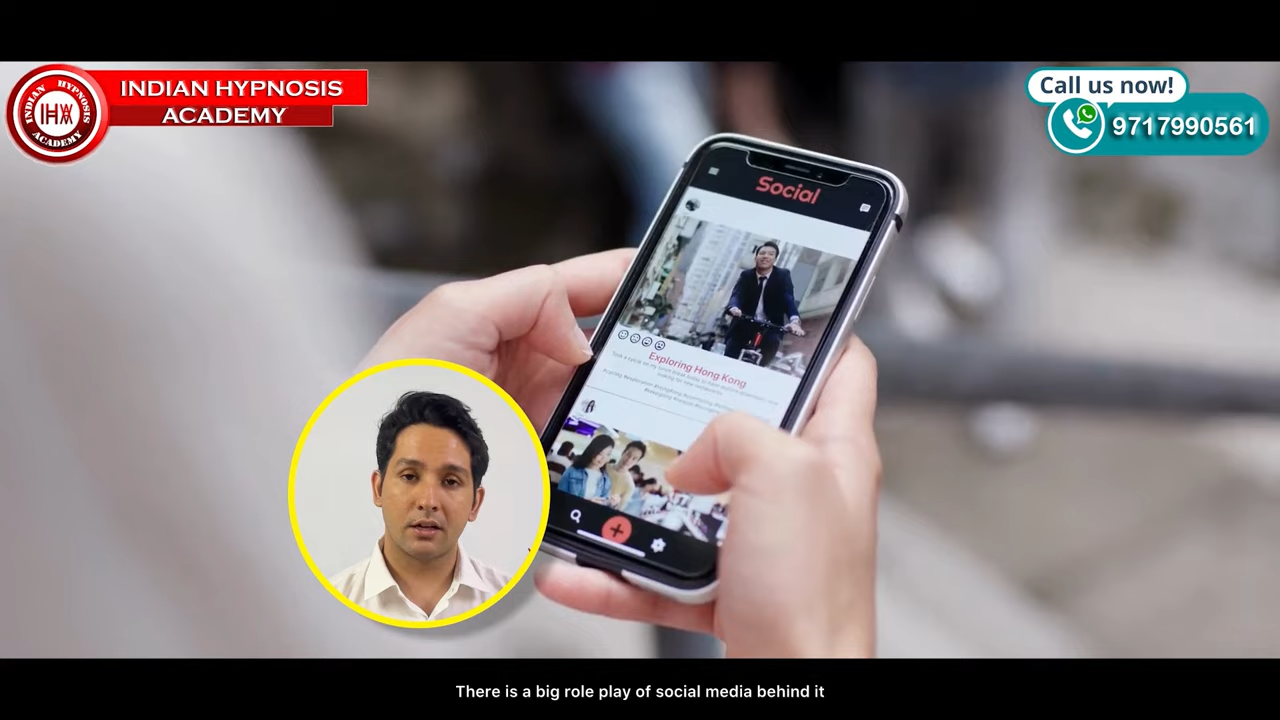 INDIAN HYPNOSIS
ACADEMY
INDIAN HYPNOSIS
IHA
ACADEMY
Call us now!
9717990561
Social
Exploring Hong Kong
There is a big role play of social media behind it